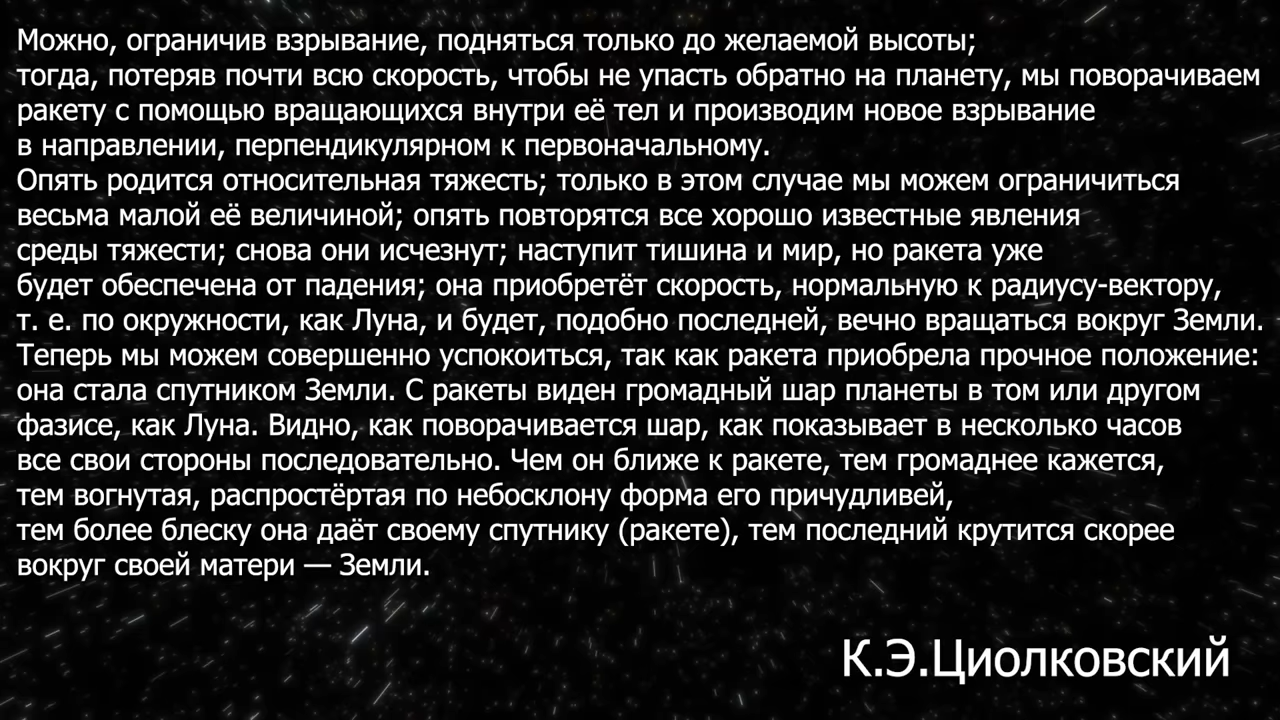 Можно, ограничив взрывание, подняться только до желаемой высоты;
тогда, потеряв почти всю скорость, чтобы не упасть обратно на планету, мы поворачиваем
ракету с помощью вращающихся внутри её тел и производим новое взрывание
в направлении, перпендикулярном к первоначальному.
Опять родится относительная тяжесть; только в этом случае мы можем ограничиться
весьма малой её величиной; опять повторятся все хорошо известные явления
среды тяжести; снова они исчезнут; наступит тишина и мир, но ракета уже
будет обеспечена от падения; она приобретёт скорость, нормальную к радиусу-вектору,
т. е. по окружности, как Луна, и будет, подобно последней, вечно вращаться вокруг Земли.
Теперь мы можем совершенно успокоиться, так как ракета приобрела прочное положение:
она стала спутником Земли. С ракеты виден громадный шар планеты в том или другом
фазисе, как Луна. Видно, как поворачивается шар, как показывает в несколько часов
все свои стороны последовательно. Чем он ближе к ракете, тем громаднее кажется,
тем вогнутая, распростёртая по небосклону форма его причудливей,
тем более блеску она даёт своему спутнику (ракете), тем последний крутится скорее
вокруг своей матери — Земли.
К.Э.Циолковский